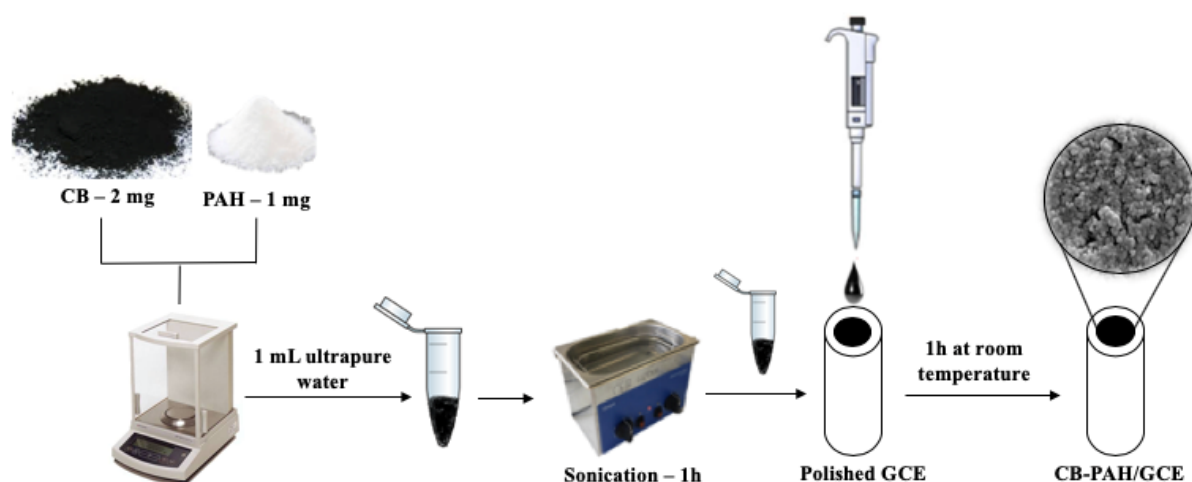 CB – 2 mg
PAH – 1 mg
1 mL ultrapure
water
Sonication – 1h
Polished GCE
1h at room
temperature
CB-PAH/GCE